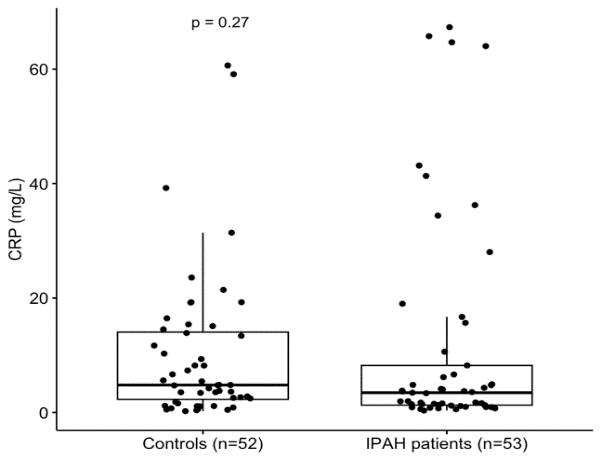 p = 0.27
CRP (mg/L)
60
40
20
0
Controls (n=52)
IPAH patients (n=53)